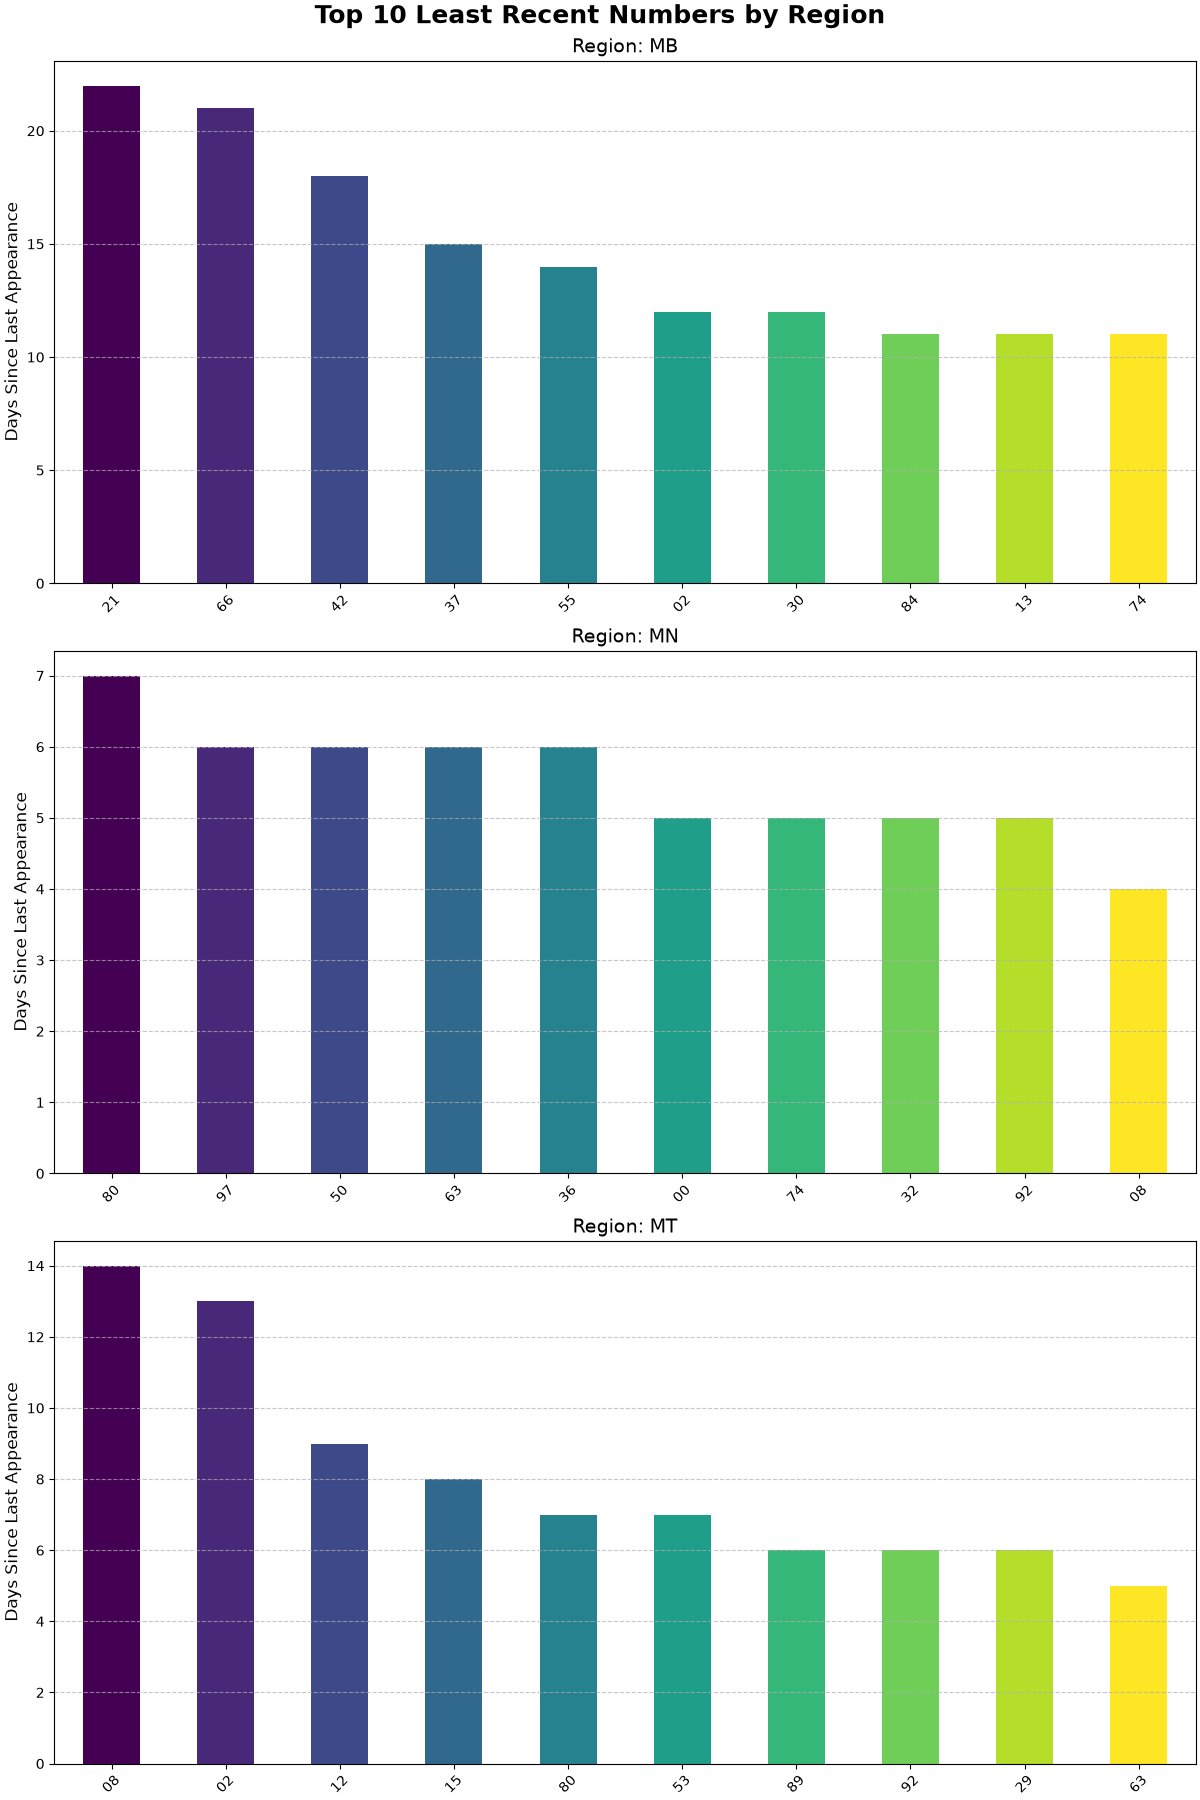 Top 10 Least Recent Numbers by Region
Region: MB
Days Since Last Appearance
20
15
10
5
0
21 66 42 37 55 02 30 84 13 74
Region: MN
Days Since Last Appearance
7
6
5
4
3
2
1
0
80 97 50 63 36 00 74 32 92 08
Region: MT
Days Since Last Appearance
14
12
10
8
6
4
2
0
08 02 12 15 80 53 89 92 29 63